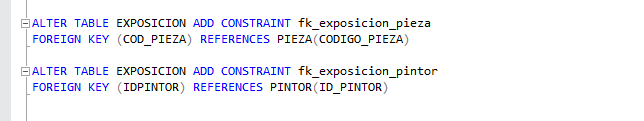 ALTER TABLE EXPOSICION ADD CONSTRAINT fk_exposicion_pieza
FOREIGN KEY (COD_PIEZA) REFERENCES PIEZA(CODIGO_PIEZA)
ALTER TABLE EXPOSICION ADD CONSTRAINT fk_exposicion_pintor
FOREIGN KEY (IDPINTOR) REFERENCES PINTOR(ID_PINTOR)